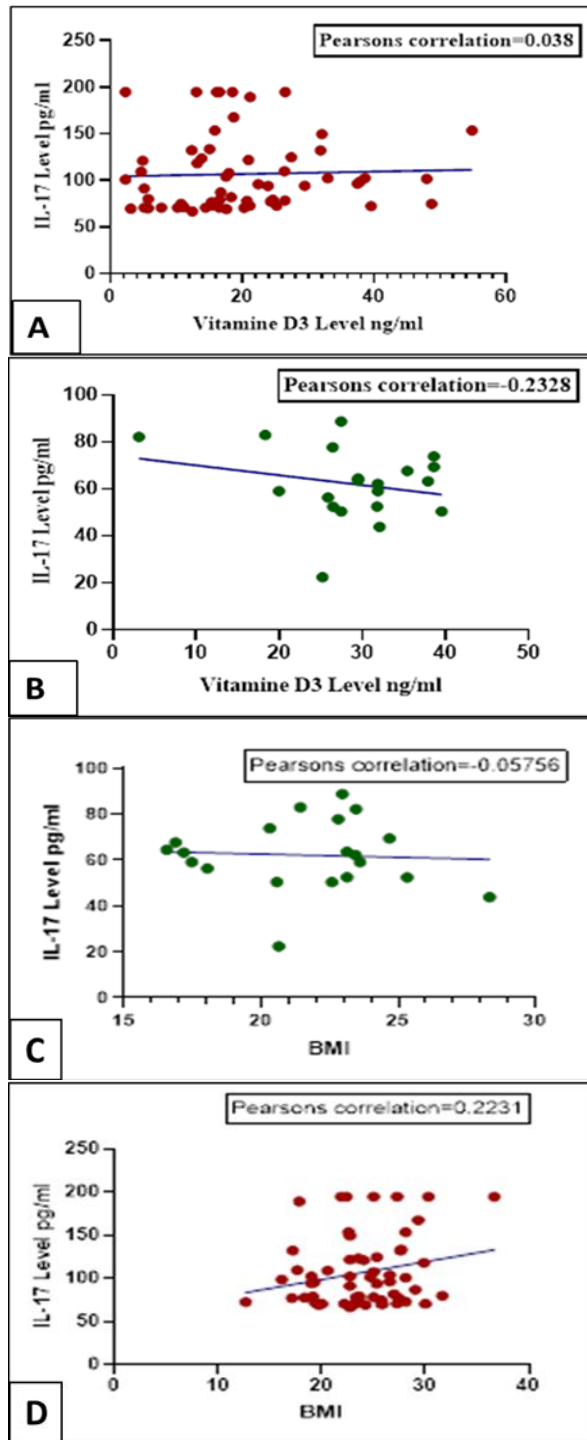 Pearsons correlation=0.038
IL-17 Level pg/ml
250
200
150
100
50
0
0
20
40
60
Vitamine D3 Level ng/ml
A
Pearsons correlation=-0.2328
IL-17 Level pg/ml
100
80
60
40
20
0
0
10
20
30
40
50
Vitamine D3 Level ng/ml
B
Pearsons correlation=-0.05756
IL-17 Level pg/ml
100
80
60
40
20
0
15
20
25
30
BMI
C
Pearsons correlation=0.2231
IL-17 Level pg/ml
250
200
150
100
50
0
0
10
20
30
40
BMI
D